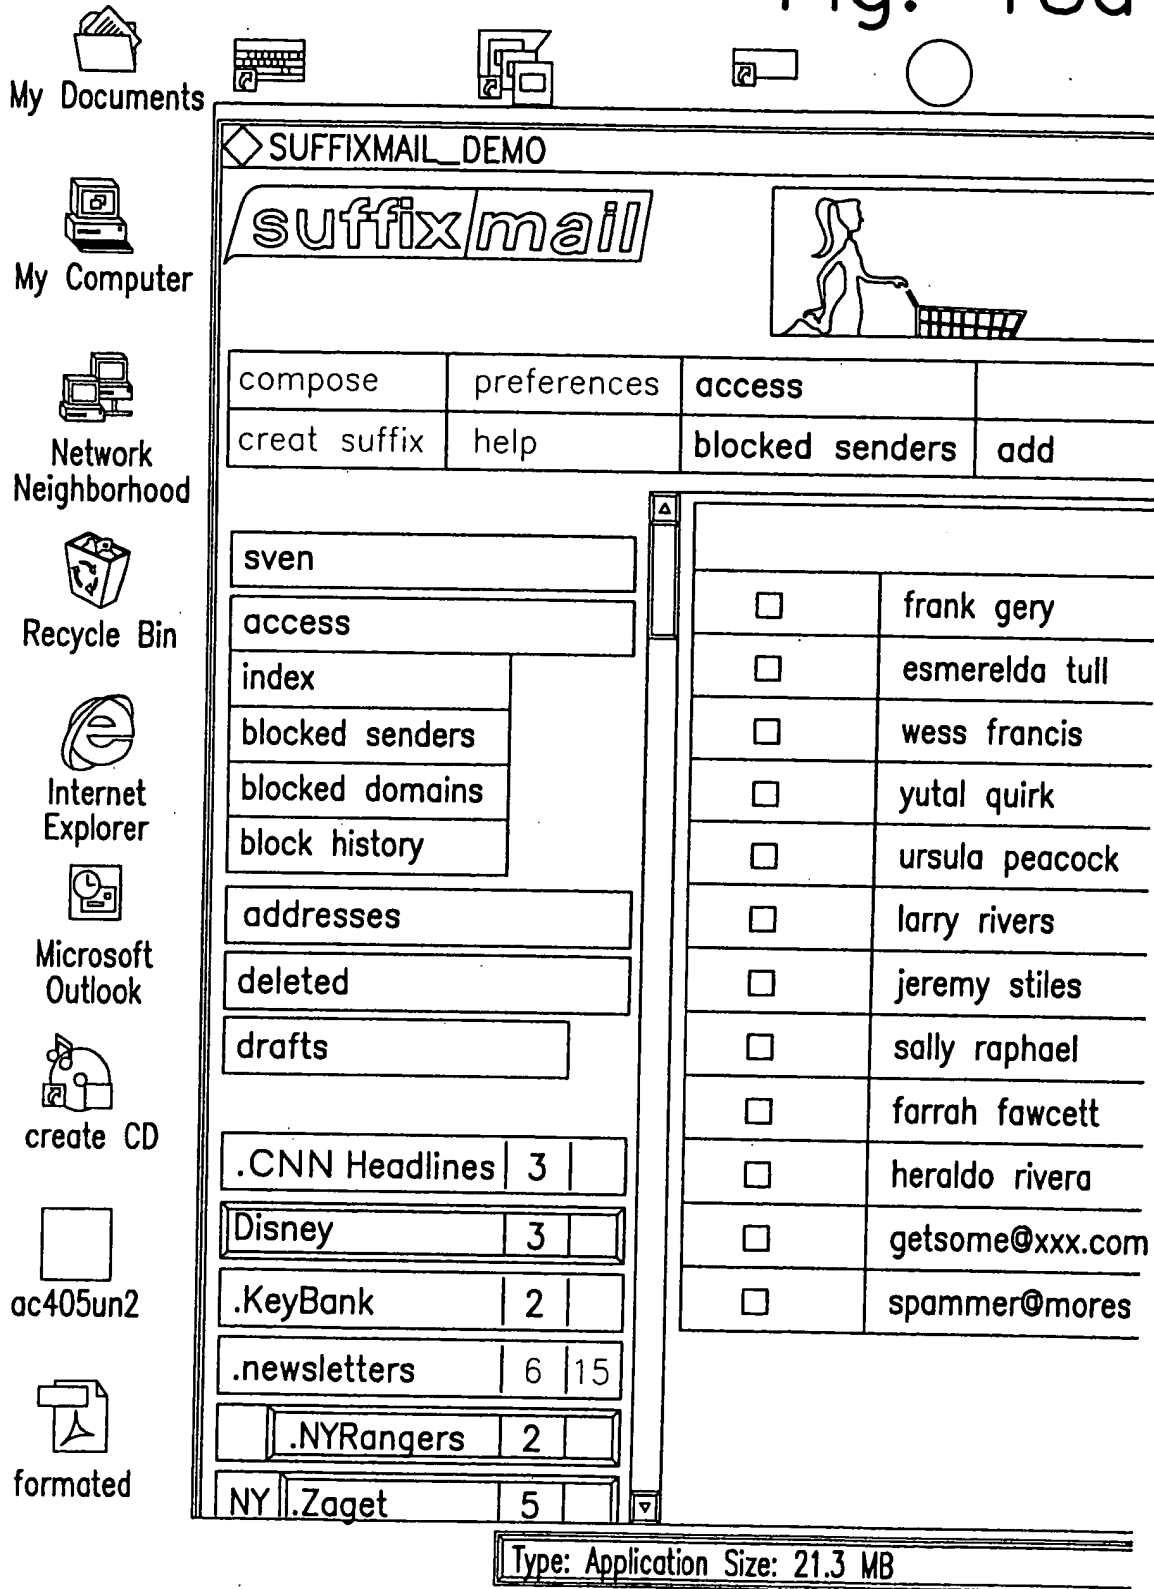 Fig. 18a
My Documents
SUFFIXMAIL_DEMO
suffix mail
My Computer
compose preferences access
creat suffix help blocked senders add
Network
Neighborhood
sven
access
index
blocked senders
blocked domains
block history
addresses
deleted
drafts
.CNN Headlines 3
Disney 3
.KeyBank 2
.newsletters 6 15
.NYRangers 2
NY .Zaget 5
frank gery
esmerelda tull
wess francis
yutal quirk
ursula peacock
larry rivers
jeremy stiles
sally raphael
farrah fawcett
heraldo rivera
getsome@xxx.com
spammer@mores
Recycle Bin
Internet
Explorer
Microsoft
Outlook
create CD
ac405un2
formated
Type: Application Size: 21.3 MB